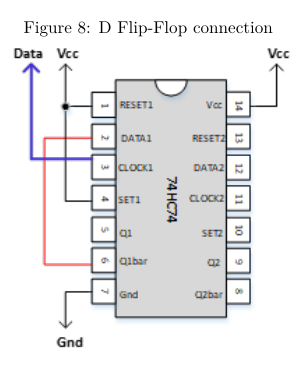 Figure 8: D Flip-Flop connection
Data Vcc Vcc
1 RESET1 Vcc 14
2 DATA1 RESET2 13
3 CLOCK1 DATA2 12
4 SET1 CLOCK2 11
5 Q1 SET2 10
6 Q1bar Q2 9
7 Gnd Q2bar 8
74HC74
Gnd